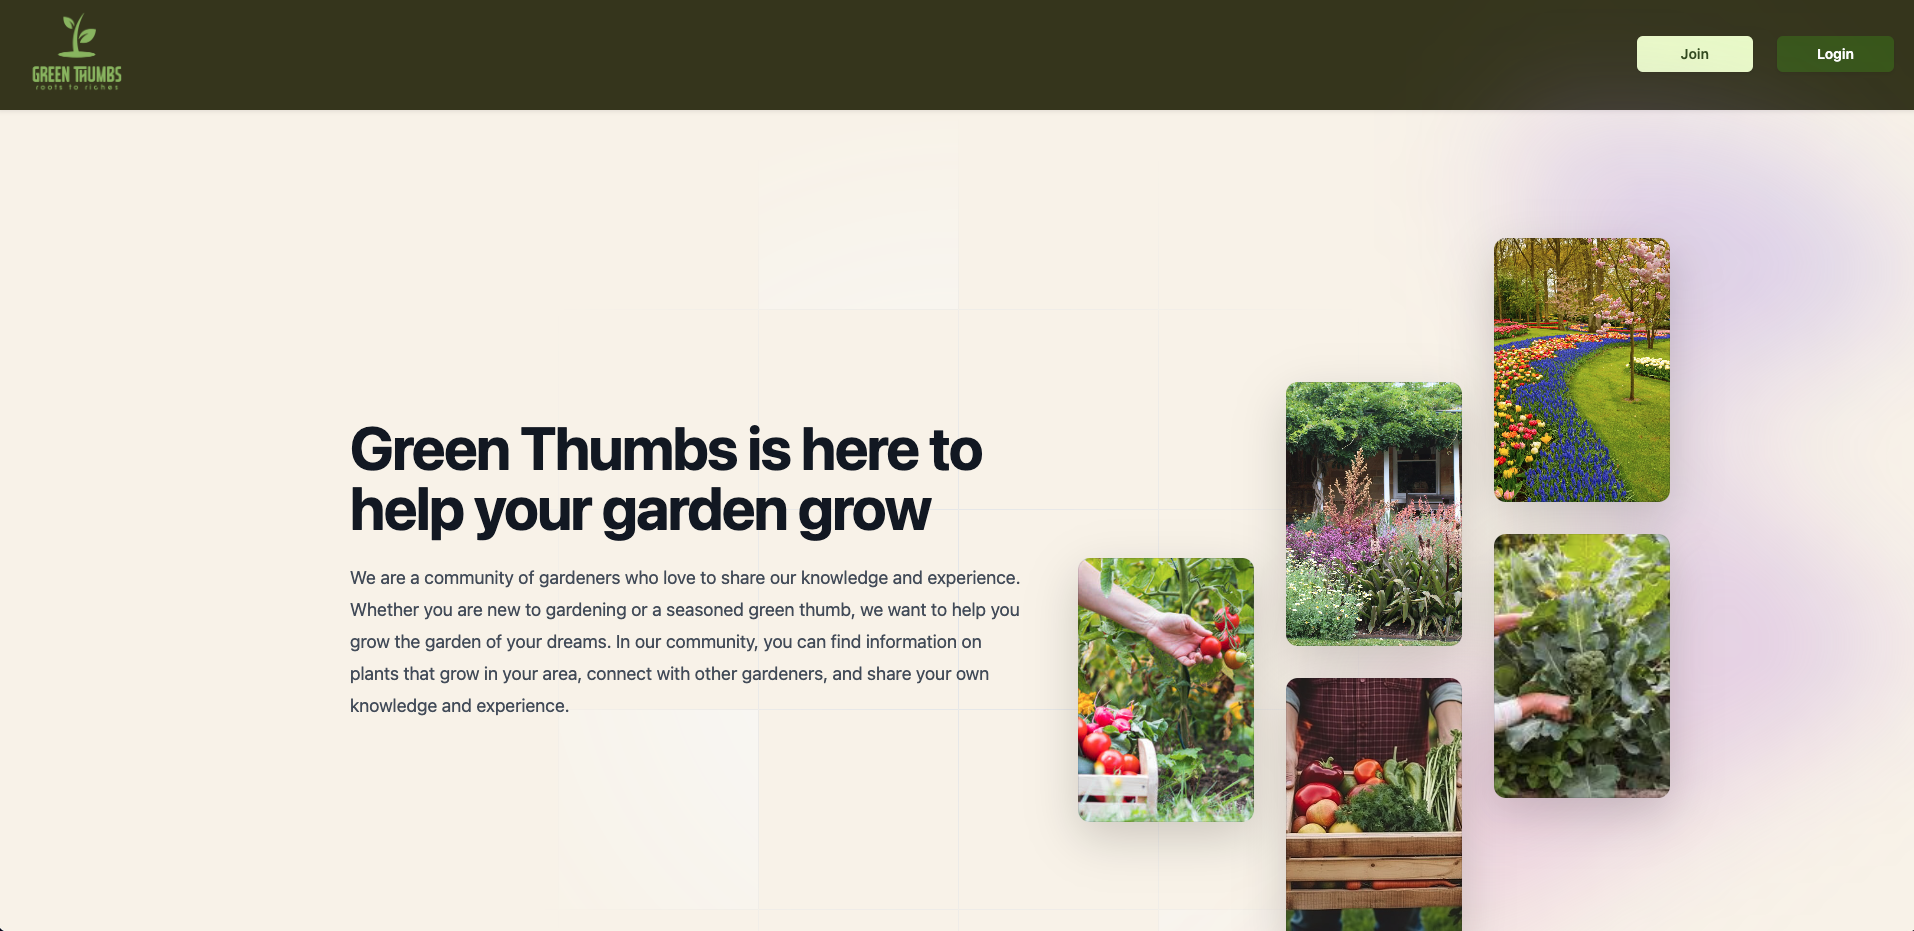 GREEN THUMBS
roots to riches
Join
Login
Green Thumbs is here to
help your garden grow
We are a community of gardeners who love to share our knowledge and experience.
Whether you are new to gardening or a seasoned green thumb, we want to help you
grow the garden of your dreams. In our community, you can find information on
plants that grow in your area, connect with other gardeners, and share your own
knowledge and experience.